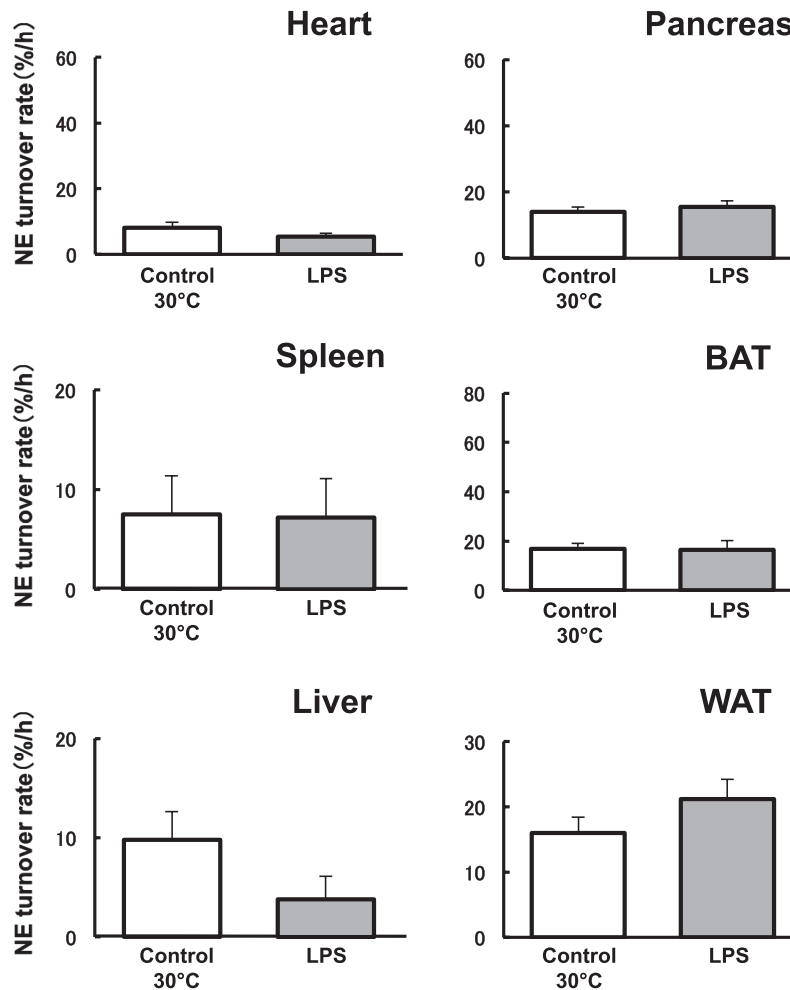 Heart
NE turnover rate(%/h)
60
40
20
0
Control
30°C
LPS
Pancreas
60
40
20
0
Control
30°C
LPS
Spleen
NE turnover rate(%/h)
20
10
0
Control
30°C
LPS
BAT
80
60
40
20
0
Control
30°C
LPS
Liver
NE turnover rate(%/h)
20
10
0
Control
30°C
LPS
WAT
30
20
10
0
Control
30°C
LPS